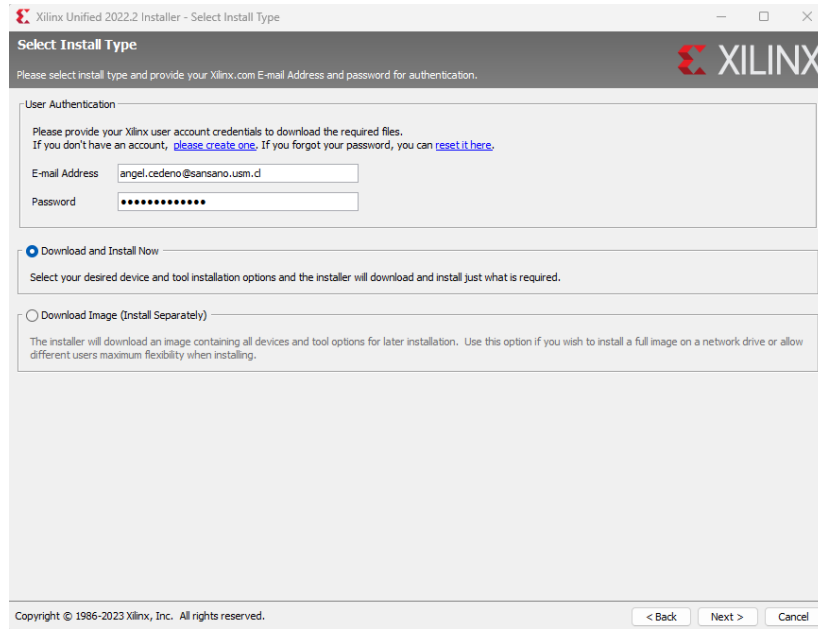 Xilinx Unified 2022.2 Installer - Select Install Type
Select Install Type
Please select install type and provide your Xilinx.com E-mail Address and password for authentication.
XILINX
User Authentication
Please provide your Xilinx user account credentials to download the required files.
If you don't have an account, please create one. If you forgot your password, you can reset it here.
E-mail Address angel.cedeno@sansano.usm.cl
Password •••••••••••••
Download and Install Now
Select your desired device and tool installation options and the installer will download and install just what is required.
Download Image (Install Separately)
The installer will download an image containing all devices and tool options for later installation. Use this option if you wish to install a full image on a network drive or allow
different users maximum flexibility when installing.
Copyright © 1986-2023 Xilinx, Inc. All rights reserved.
< Back Next > Cancel